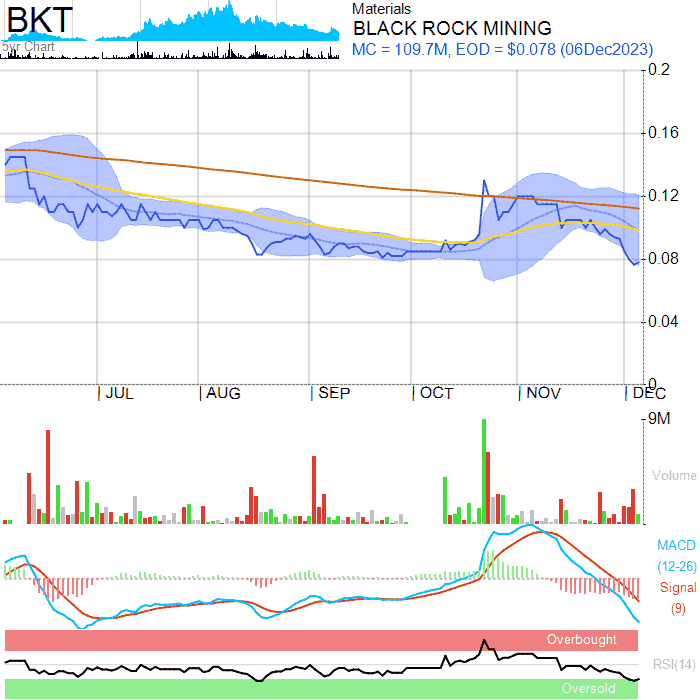 BKT
5yr Chart
Materials
BLACK ROCK MINING
MC = 109.7M, EOD = $0.078 (06Dec2023)
0.2
0.16
0.12
0.08
0.04
0
JUL AUG SEP OCT NOV DEC
9M
Volume
MACD
(12-26)
Signal
(9)
Overbought
RSI(14)
Oversold